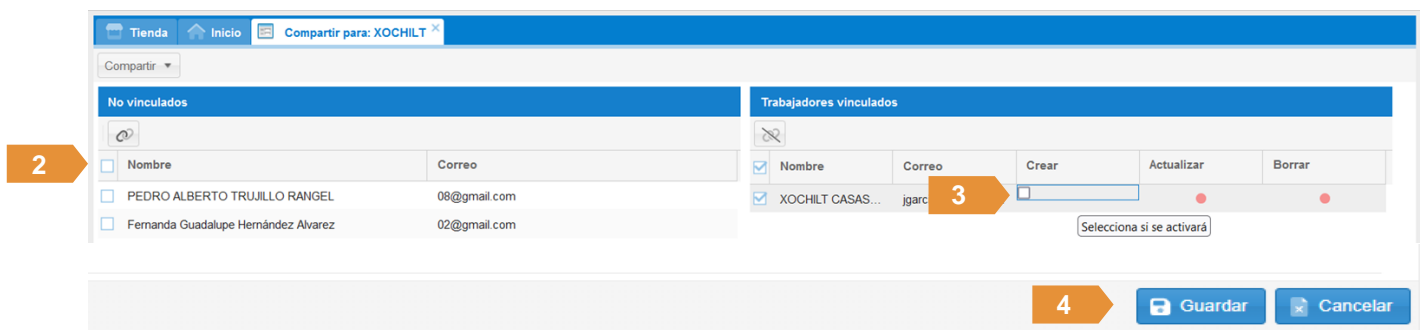 Tienda Inicio Compartir para: XOCHILT
Compartir
No vinculados
2
Nombre Correo
PEDRO ALBERTO TRUJILLO RANGEL 08@gmail.com
Fernanda Guadalupe Hernández Alvarez 02@gmail.com
Trabajadores vinculados
Nombre Correo Crear Actualizar Borrar
XOCHILT CASAS... jgarc 3
Selecciona si se activará
4 Guardar Cancelar